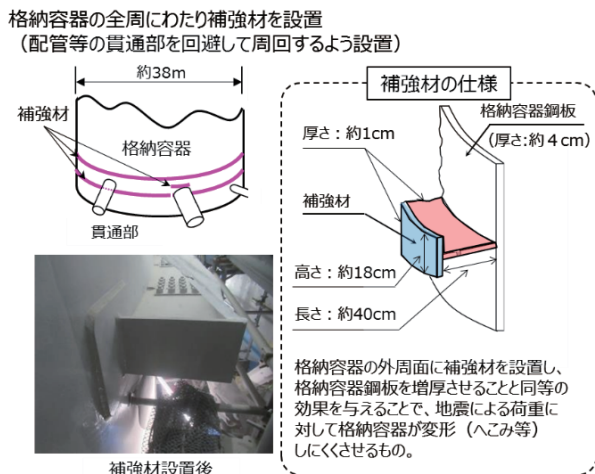 格納容器の全周にわたり補強材を設置
（配管等の貫通部を回避して周回するよう設置）
約38m
補強材
格納容器
貫通部
補強材設置後
補強材の仕様
格納容器鋼板
（厚さ:約４cm）
厚さ：約1cm
補強材
高さ：約18cm
長さ：約40cm
格納容器の外周面に補強材を設置し、
格納容器鋼板を増厚させることと同等の
効果を与えることで、地震による荷重に
対して格納容器が変形（へこみ等）
しにくくさせるもの。